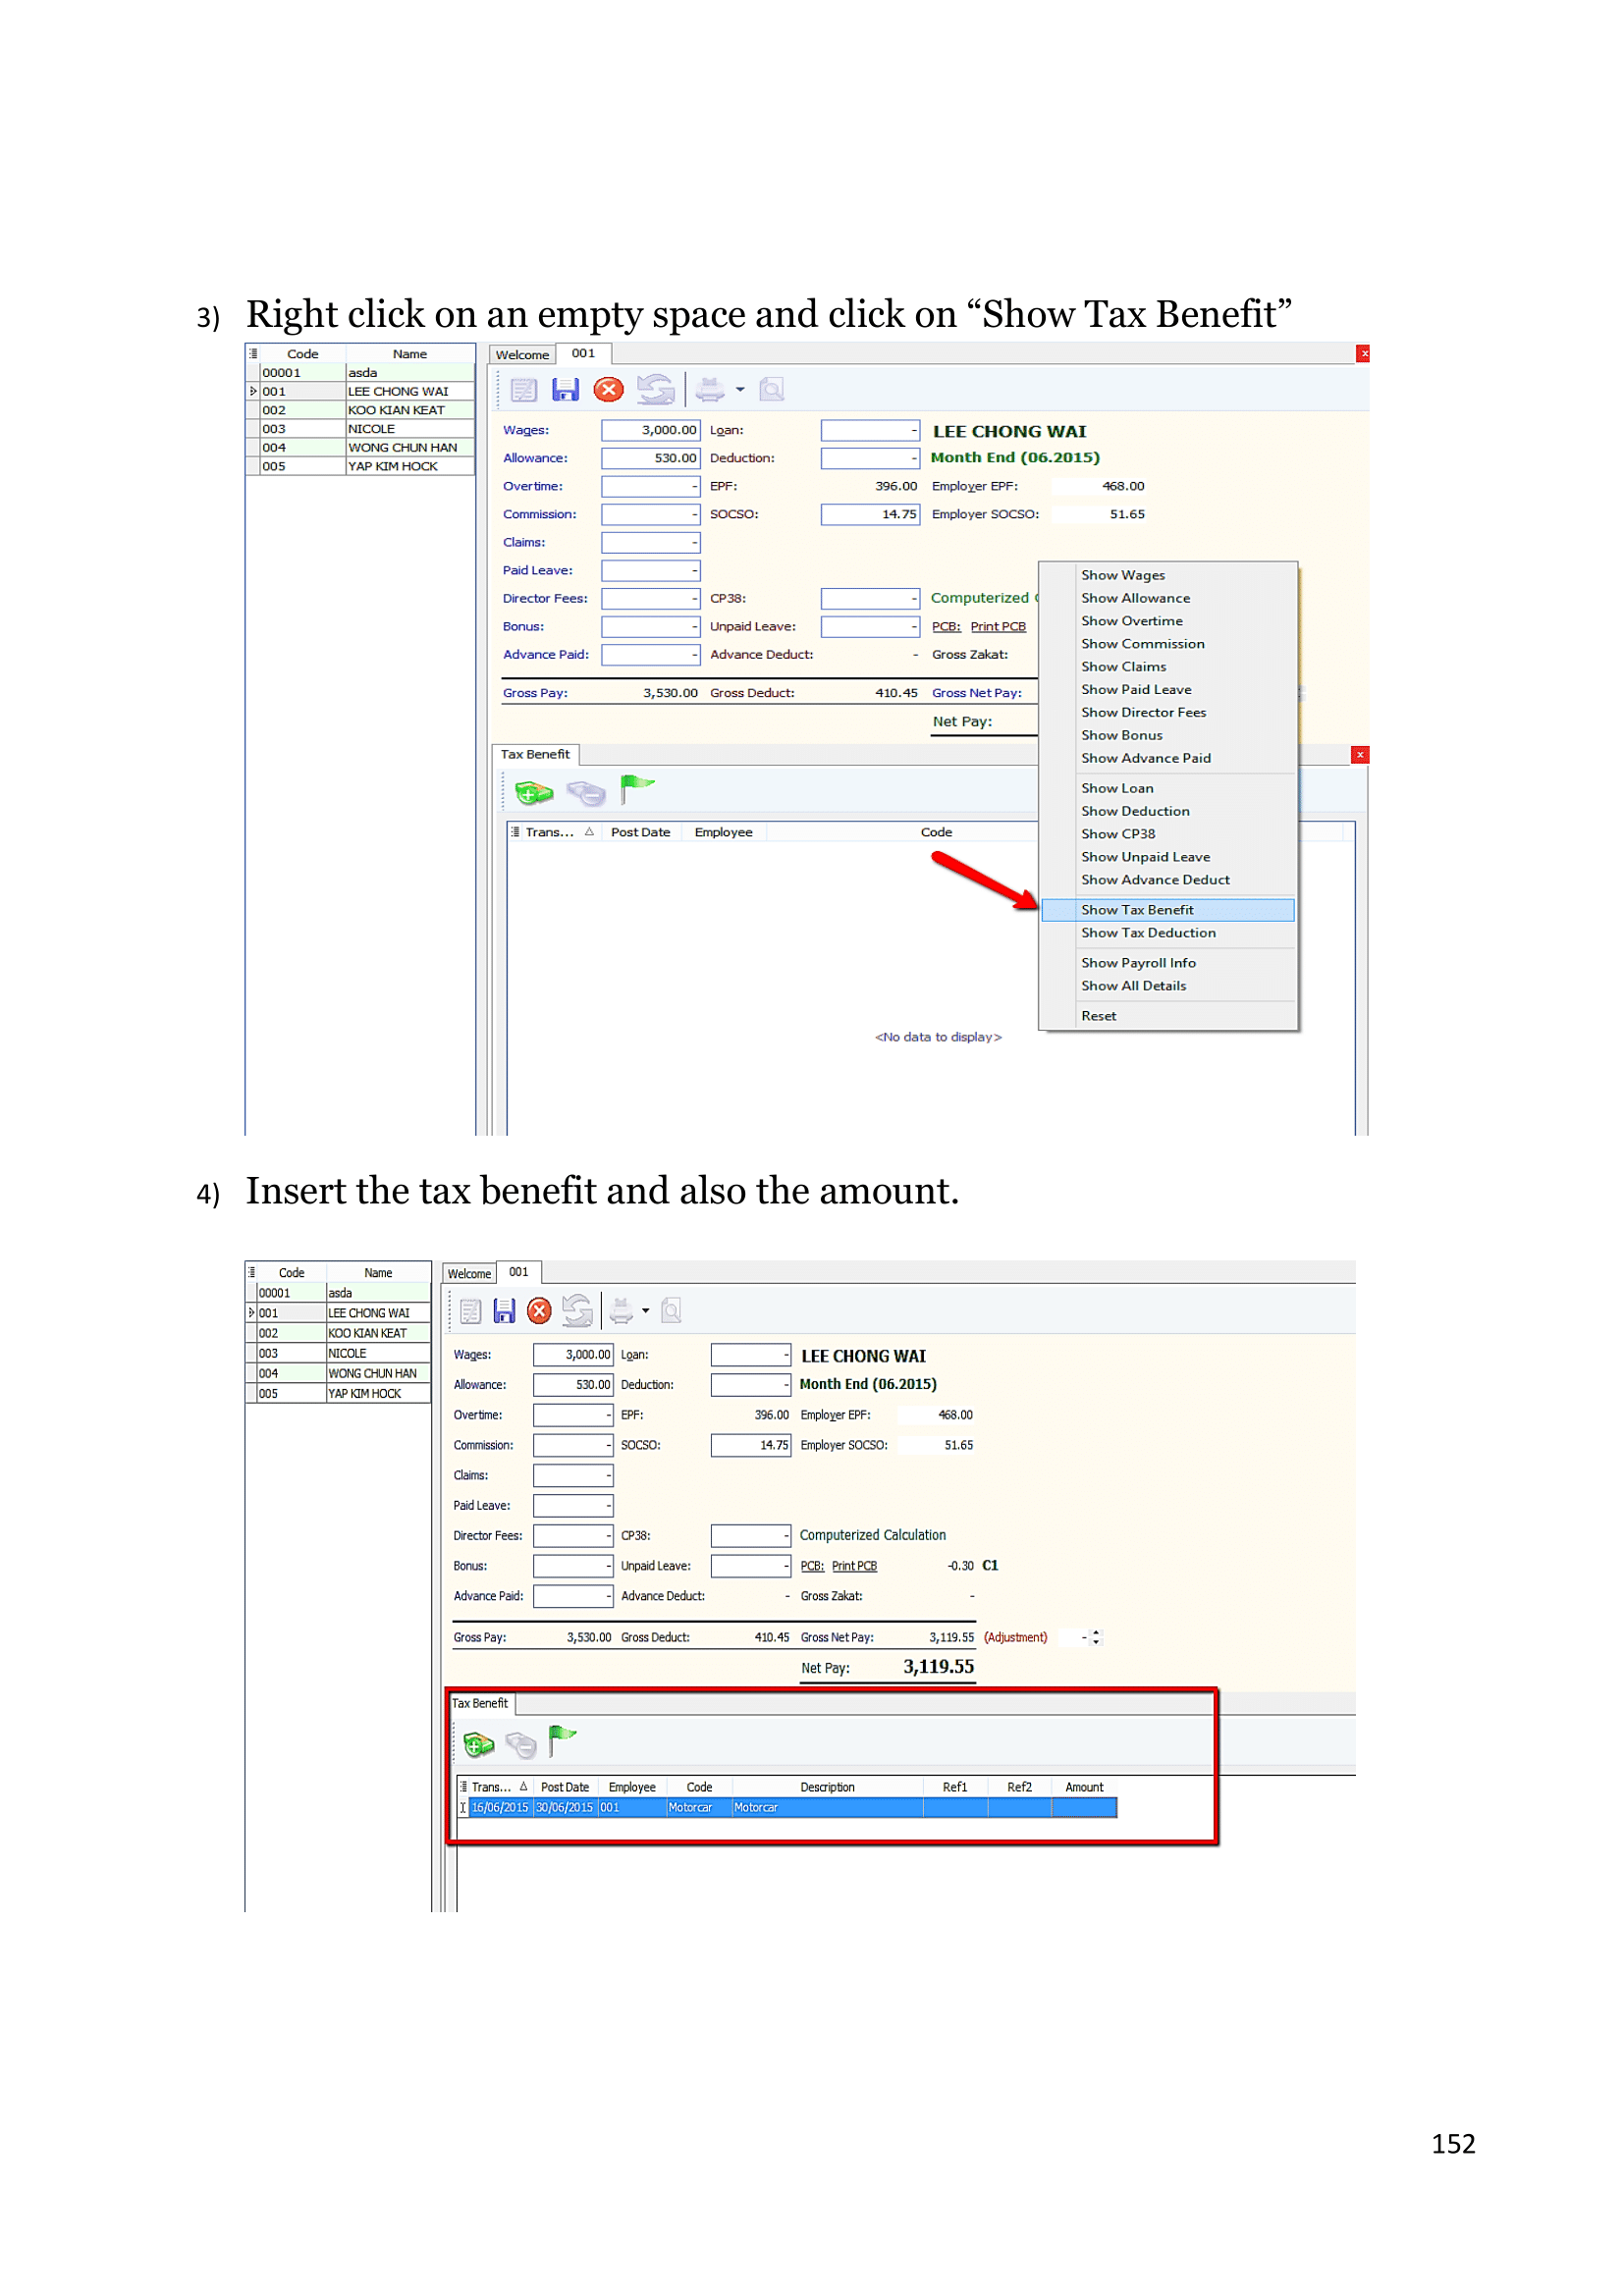 3) Right click on an empty space and click on “Show Tax Benefit”
Code Name
00001 asda
001 LEE CHONG WAI
002 KOO KIAN KEAT
003 NICOLE
004 WONG CHUN HAN
005 YAP KIM HOCK
Welcome 001
Wages: 3,000.00 Loan: - LEE CHONG WAI
Allowance: 530.00 Deduction: - Month End (06.2015)
Overtime: - EPF: 396.00 Employer EPF: 468.00
Commission: - SOCSO: 14.75 Employer SOCSO: 51.65
Claims: -
Paid Leave: -
Director Fees: - CP38: - Computerized
Bonus: - Unpaid Leave: - PCB: Print PCB
Advance Paid: - Advance Deduct: - Gross Zakat:
Gross Pay: 3,530.00 Gross Deduct: 410.45 Gross Net Pay:
Net Pay:
Show Wages
Show Allowance
Show Overtime
Show Commission
Show Claims
Show Paid Leave
Show Director Fees
Show Bonus
Show Advance Paid
Show Loan
Show Deduction
Show CP38
Show Unpaid Leave
Show Advance Deduct
Show Tax Benefit
Show Tax Deduction
Show Payroll Info
Show All Details
Reset
Tax Benefit
Trans... Post Date Employee Code
<No data to display>
4) Insert the tax benefit and also the amount.
Code Name
00001 asda
001 LEE CHONG WAI
002 KOO KIAN KEAT
003 NICOLE
004 WONG CHUN HAN
005 YAP KIM HOCK
Welcome 001
Wages: 3,000.00 Loan: - LEE CHONG WAI
Allowance: 530.00 Deduction: - Month End (06.2015)
Overtime: - EPF: 396.00 Employer EPF: 468.00
Commission: - SOCSO: 14.75 Employer SOCSO: 51.65
Claims: -
Paid Leave: -
Director Fees: - CP38: - Computerized Calculation
Bonus: - Unpaid Leave: - PCB: Print PCB -0.30 C1
Advance Paid: - Advance Deduct: - Gross Zakat: -
Gross Pay: 3,530.00 Gross Deduct: 410.45 Gross Net Pay: 3,119.55 (Adjustment) -
Net Pay: 3,119.55
Tax Benefit
Trans... Post Date Employee Code Description Ref1 Ref2 Amount
16/06/2015 30/06/2015 001 Motorcar Motorcar
152